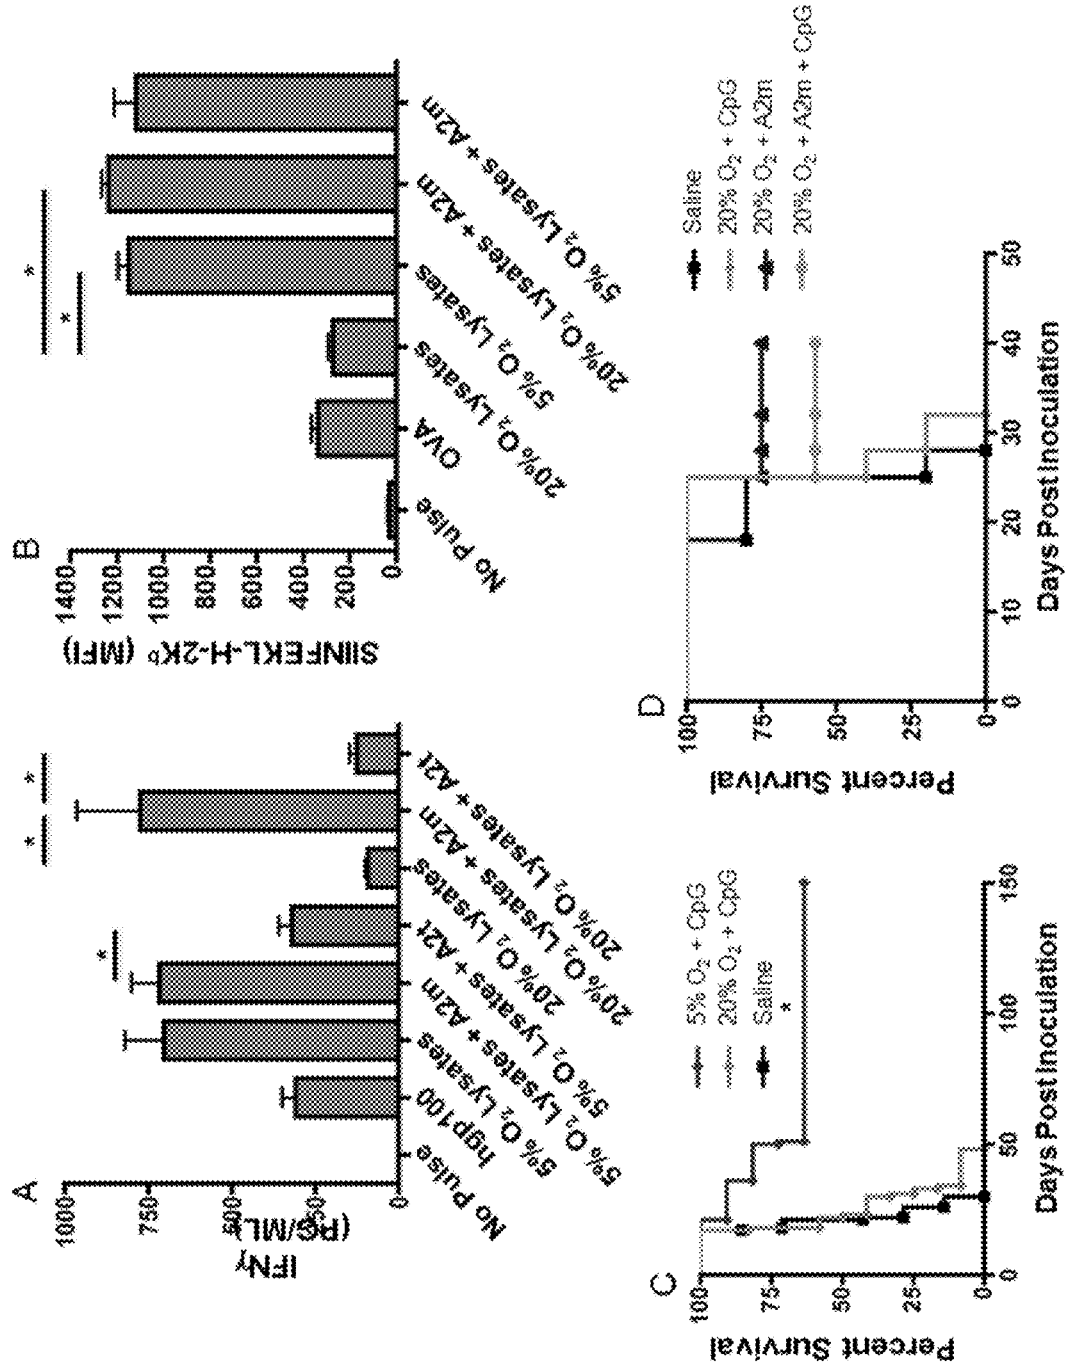 A
IFNγ
(PG/ML)
1000
750
500
250
0
No Pulse
hgp100
5% O₂ Lysates
5% O₂ Lysates + A2m
5% O₂ Lysates + A2t
20% O₂ Lysates
20% O₂ Lysates + A2m
20% O₂ Lysates + A2t
*
*
*
B
SIINFEKL-H-2Kᵇ (MFI)
1400
1200
1000
800
600
400
200
0
No Pulse
OVA
20% O₂ Lysates
5% O₂ Lysates
20% O₂ Lysates + A2m
5% O₂ Lysates + A2m
*
*
C
Percent Survival
100
75
50
25
0
0
50
100
150
Days Post Inoculation
5% O₂ + CpG
20% O₂ + CpG
Saline
*
D
Percent Survival
100
75
50
25
0
0
10
20
30
40
50
Days Post Inoculation
Saline
20% O₂ + CpG
20% O₂ + A2m
20% O₂ + A2m + CpG